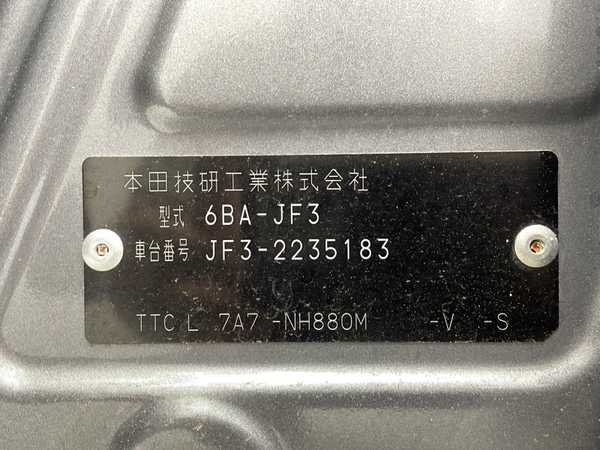 本田技研工業株式会社
型式 6BA-JF3
車台番号 JF3-2235183
TTC L 7A7 -NH880M -V -S